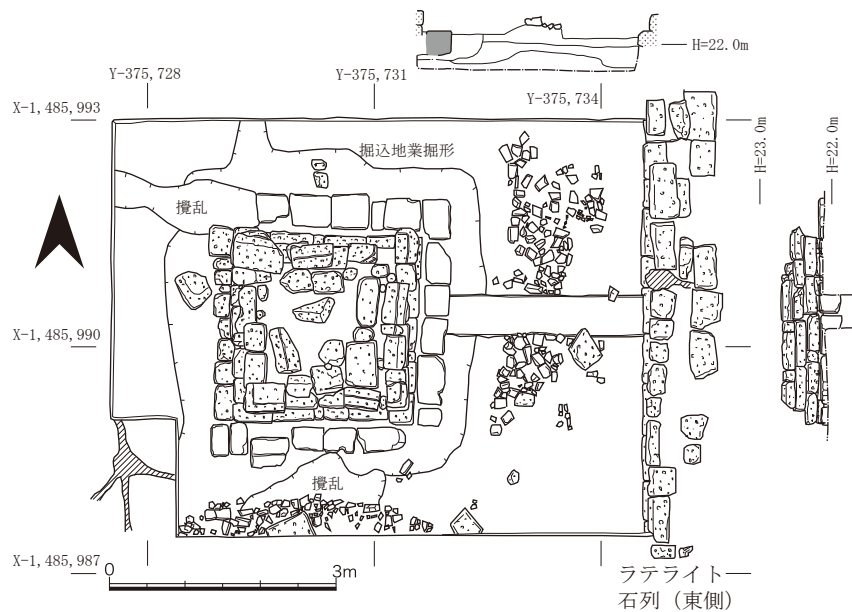 H=22.0m
Y-375,728
Y-375,731
Y-375,734
X-1,485,993
H=23.0m
H=22.0m
掘込地業掘形
攪乱
X-1,485,990
攪乱
X-1,485,987
0
3m
ラテライト
石列（東側）